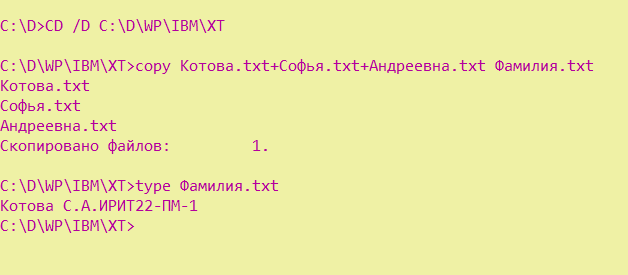 C:\D>CD /D C:\D\WP\IBM\XT
C:\D\WP\IBM\XT>copy Котова.txt+Софья.txt+Андреевна.txt Фамилия.txt
Котова.txt
Софья.txt
Андреевна.txt
Скопировано файлов:         1.
C:\D\WP\IBM\XT>type Фамилия.txt
Котова С.А.ИРИТ22-ПМ-1
C:\D\WP\IBM\XT>